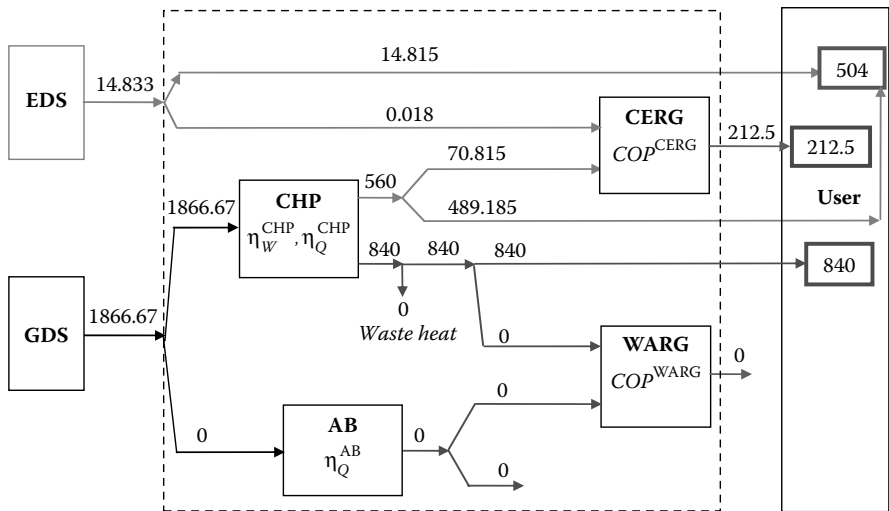 14.815
504
EDS
14.833
0.018
CERG
COP^CERG
212.5
212.5
70.815
560
CHP
η_W^CHP, η_Q^CHP
1866.67
489.185
User
840
840
840
840
0
Waste heat
GDS
1866.67
0
WARG
COP^WARG
0
0
AB
η_Q^AB
0
0
0